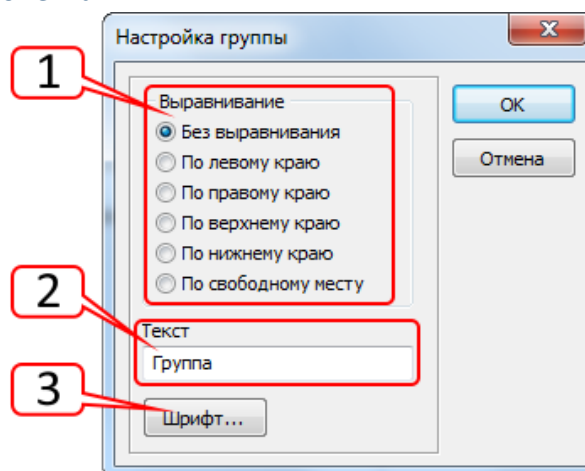 Настройка группы
1
Выравнивание
OK
Без выравнивания
По левому краю
Отмена
По правому краю
По верхнему краю
По нижнему краю
2
По свободному месту
Текст
Группа
3
Шрифт...